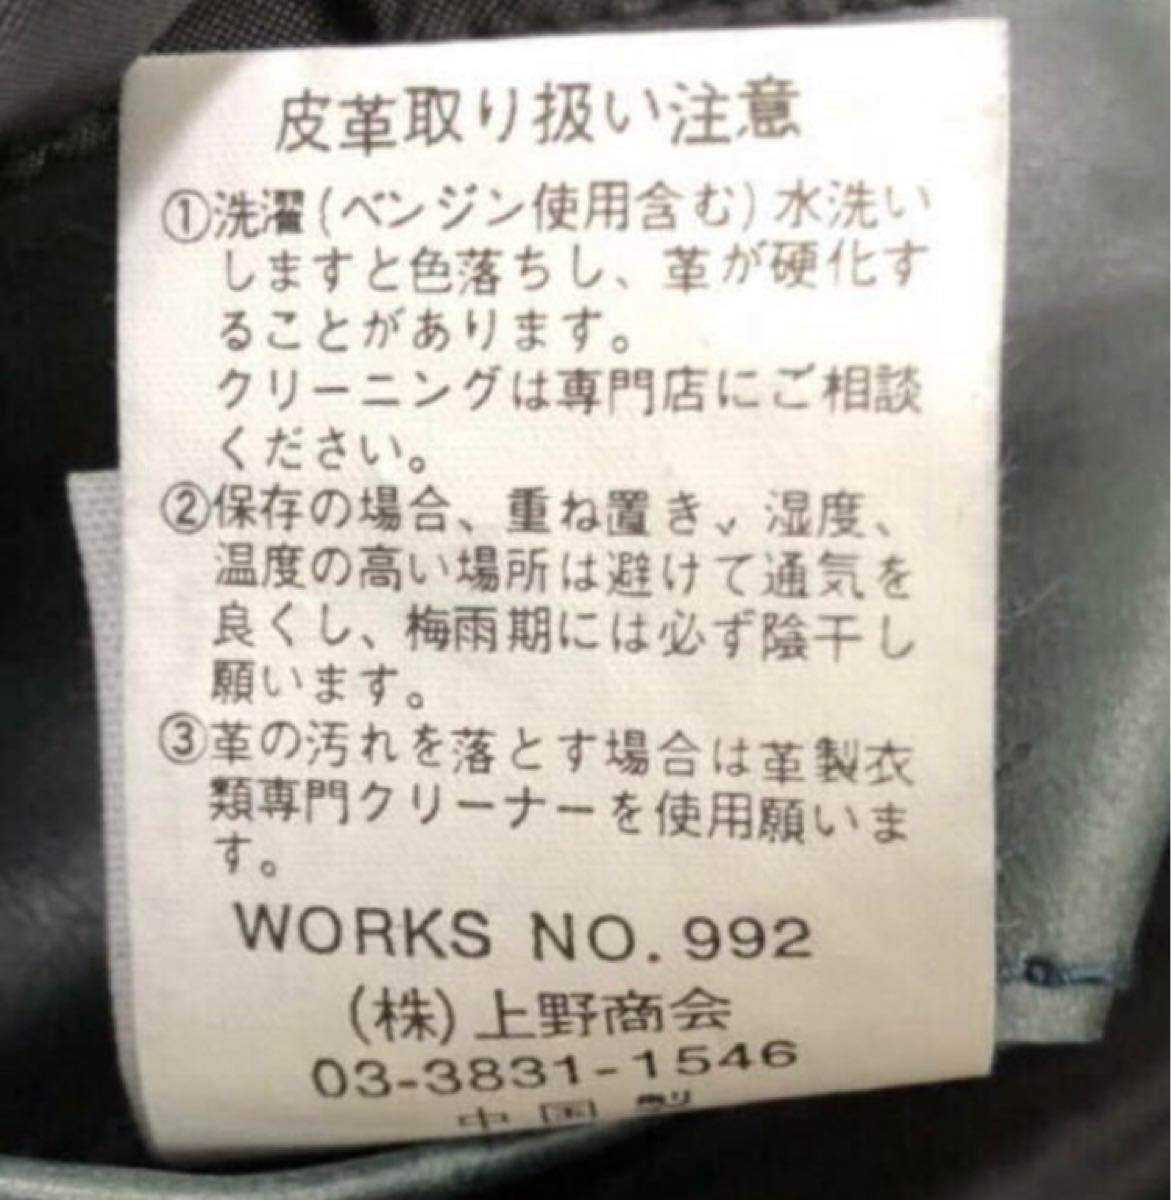 皮革取り扱い注意
①洗濯(ベンジン使用含む)水洗い
しますと色落ちし、革が硬化す
ることがあります。
クリーニングは専門店にご相談
ください。
②保存の場合、重ね置き、湿度、
温度の高い場所は避けて通気を
良くし、梅雨期には必ず陰干し
願います。
③革の汚れを落とす場合は革製衣
類専門クリーナーを使用願いま
す。
WORKS NO. 992
(株)上野商会
03-3831-1546
中国製